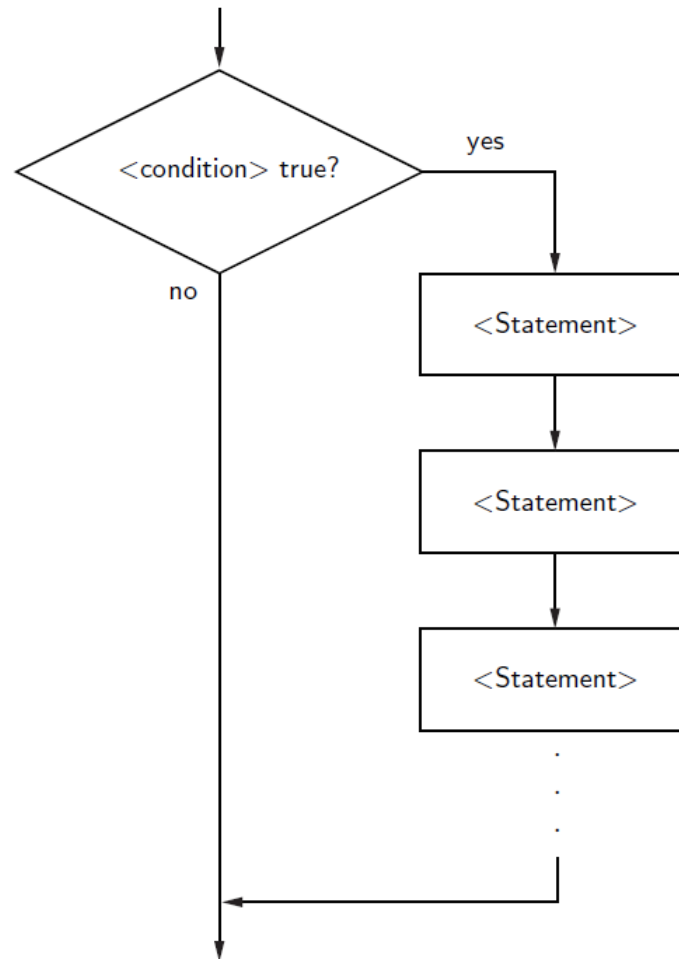 <condition> true?
yes
no
<Statement>
<Statement>
<Statement>
.
.
.